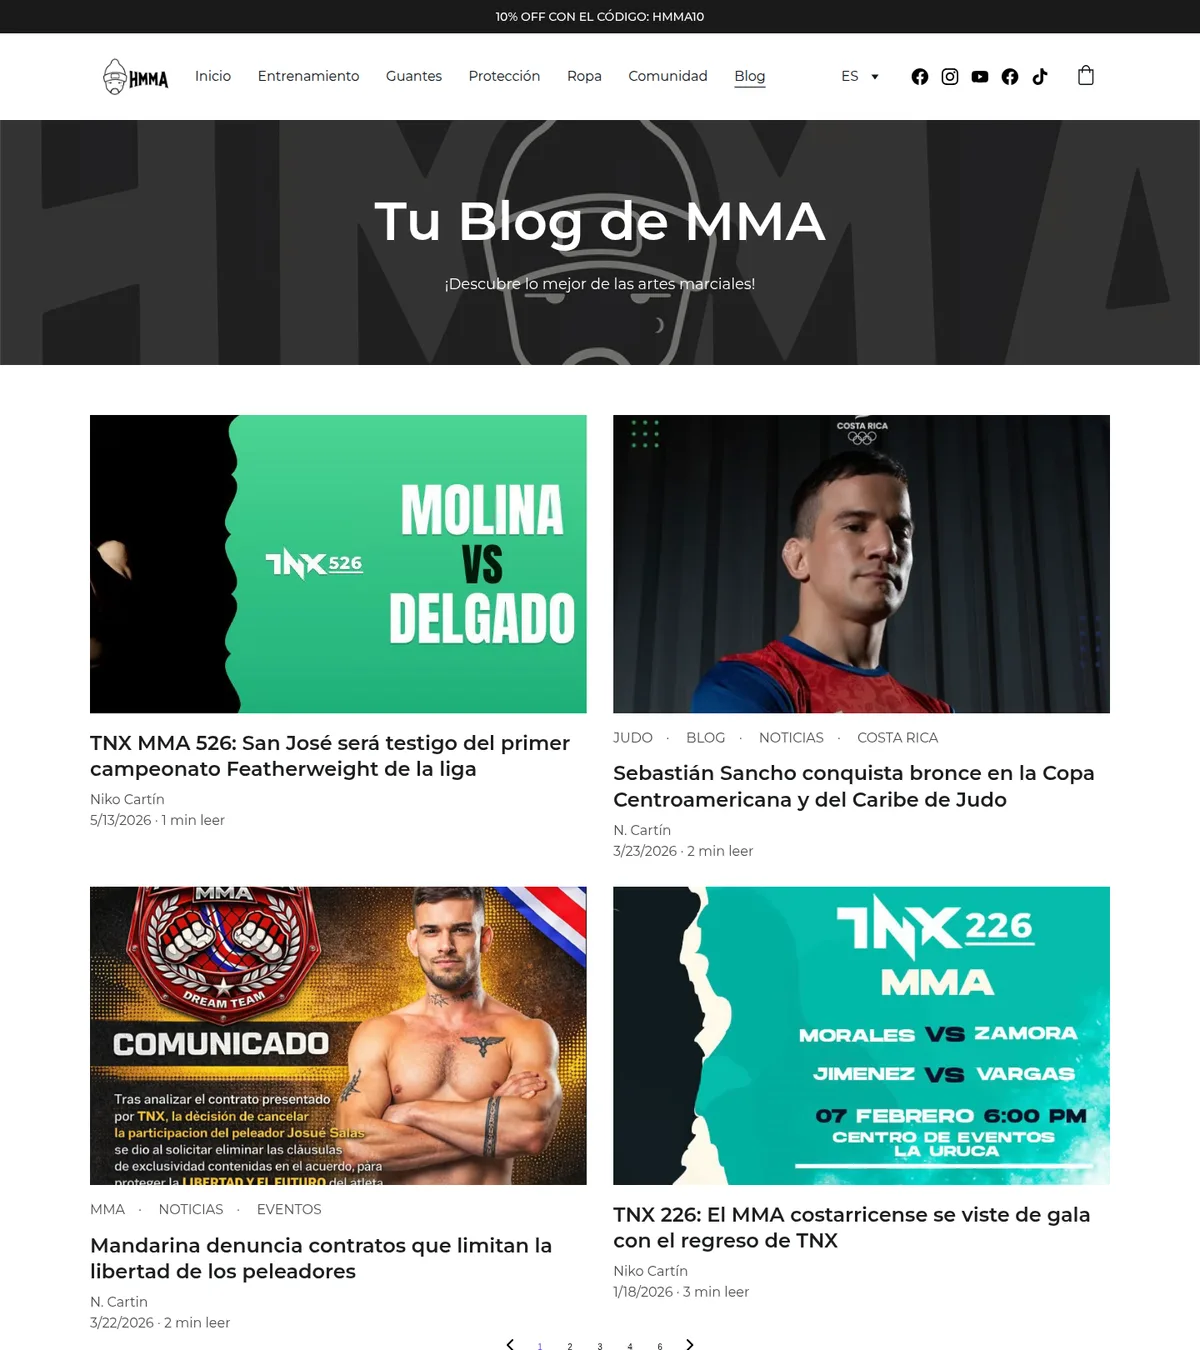 10% OFF CON EL CÓDIGO: HMMA10
HMMA
Inicio
Entrenamiento
Guantes
Protección
Ropa
Comunidad
Blog
ES
Tu Blog de MMA
¡Descubre lo mejor de las artes marciales!
MOLINA
VS
DELGADO
TNX 526
COSTA RICA
TNX MMA 526: San José será testigo del primer
campeonato Featherweight de la liga
Niko Cartín
5/13/2026 · 1 min leer
JUDO · BLOG · NOTICIAS · COSTA RICA
Sebastián Sancho conquista bronce en la Copa
Centroamericana y del Caribe de Judo
N. Cartín
3/23/2026 · 2 min leer
MMA
DREAM TEAM
COMUNICADO
Tras analizar el contrato presentado
por TNX, la dècisión de cancelar
la participacion del peleador Josué Salas
se dio al solicitar eliminar las cláusulas
de exclusividad contenidas en el acuerdo, para
proteger la LIBERTAD Y EL FUTURO del atleta
TNX 226
MMA
MORALES VS ZAMORA
JIMENEZ VS VARGAS
07 FEBRERO 6:00 PM
CENTRO DE EVENTOS
LA URUCA
MMA · NOTICIAS · EVENTOS
Mandarina denuncia contratos que limitan la
libertad de los peleadores
N. Cartin
3/22/2026 · 2 min leer
TNX 226: El MMA costarricense se viste de gala
con el regreso de TNX
Niko Cartín
1/18/2026 · 3 min leer
1 2 3 4 6